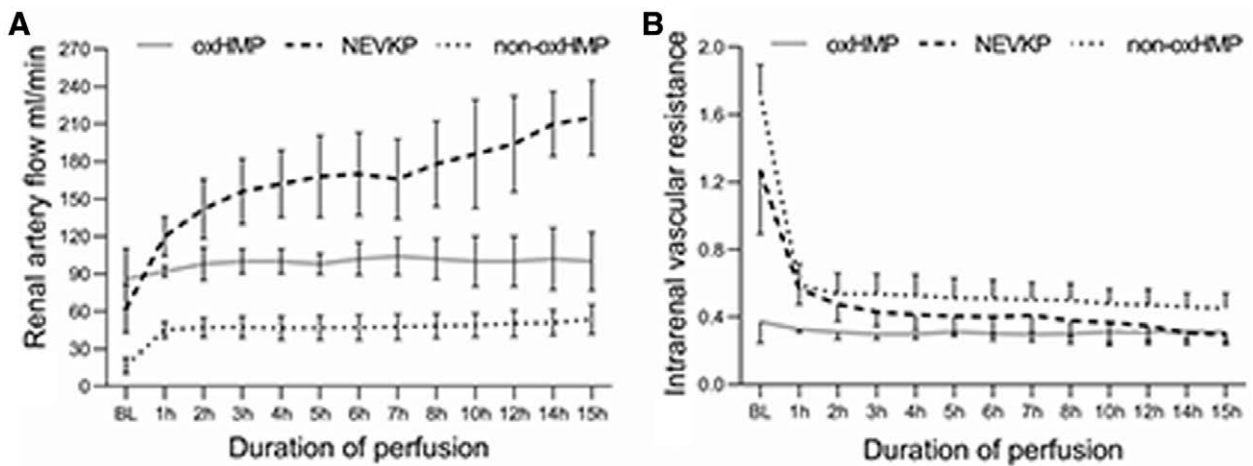 A
oxHMP NEVKP non-oxHMP
Renal artery flow ml/min
270
240
210
180
150
120
90
60
30
0
BL 1h 2h 3h 4h 5h 6h 7h 8h 10h 12h 14h 15h
Duration of perfusion
B
oxHMP NEVKP non-oxHMP
Intrarenal vascular resistance
2.0
1.6
1.2
0.8
0.4
0.0
BL 1h 2h 3h 4h 5h 6h 7h 8h 10h 12h 14h 15h
Duration of perfusion